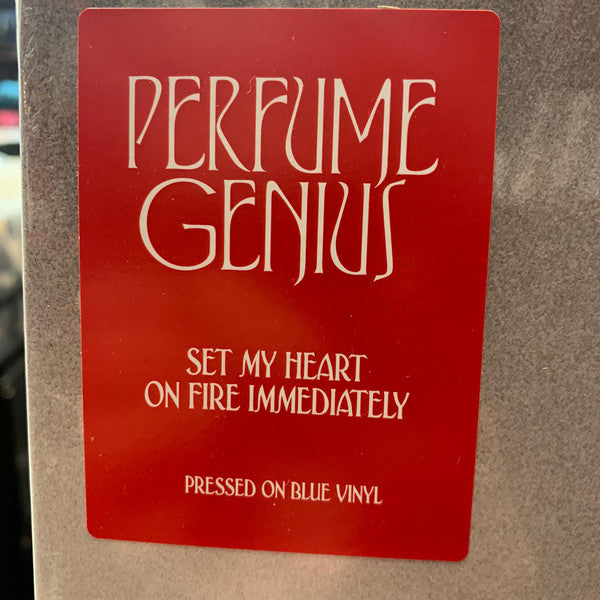 PERFUME
GENIUS
SET MY HEART
ON FIRE IMMEDIATELY
PRESSED ON BLUE VINYL